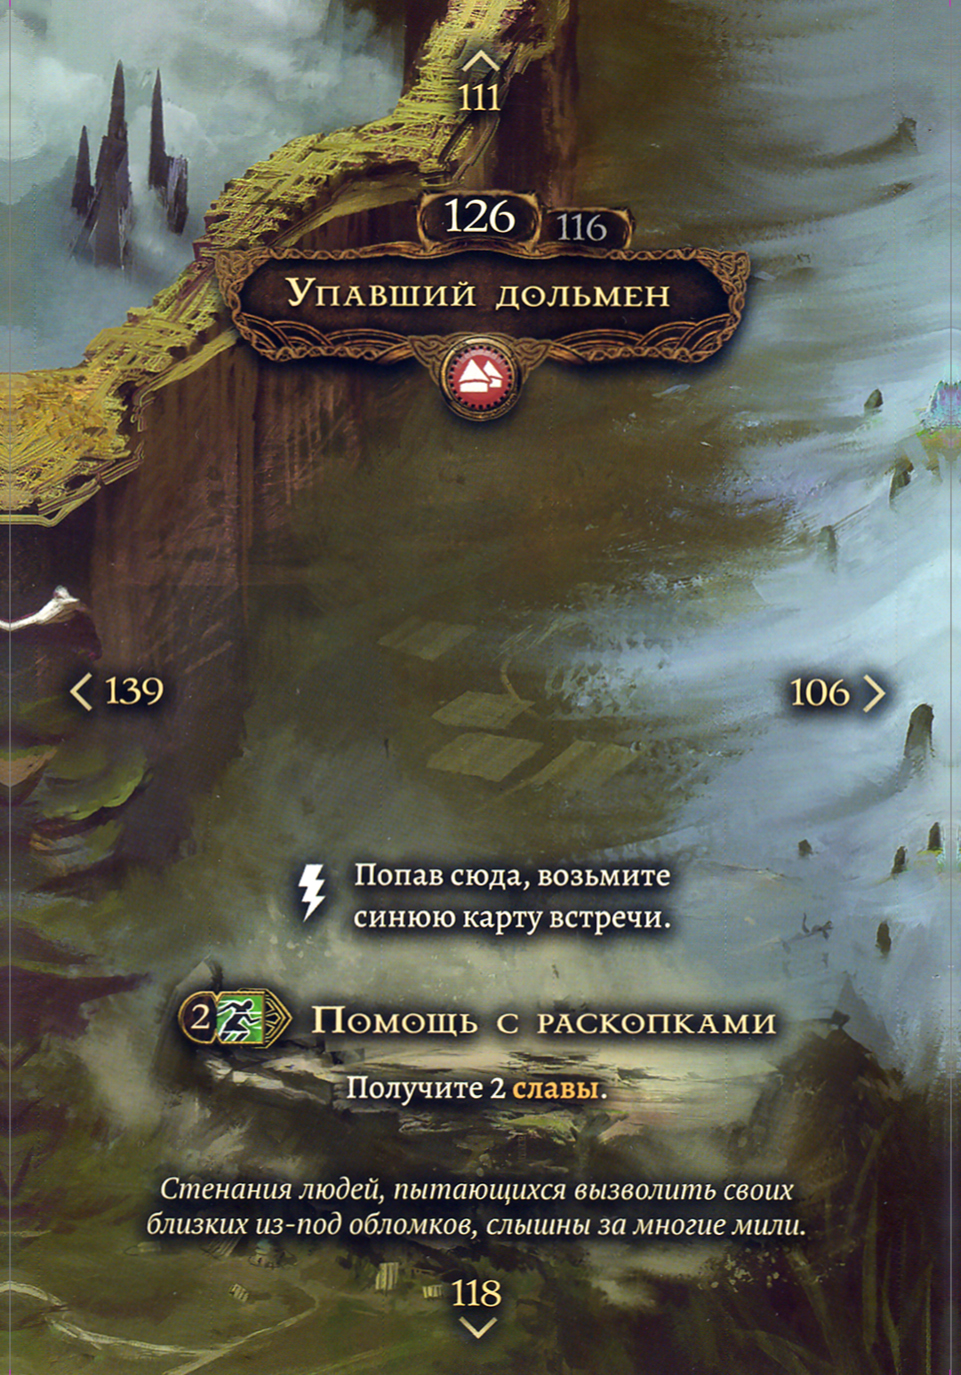 111
126 116
Упавший дольмен
139
106
Попав сюда, возьмите
синюю карту встречи.
2 Помощь с раскопками
Получите 2 славы.
Стенания людей, пытающихся вызволить своих
близких из-под обломков, слышны за многие мили.
118